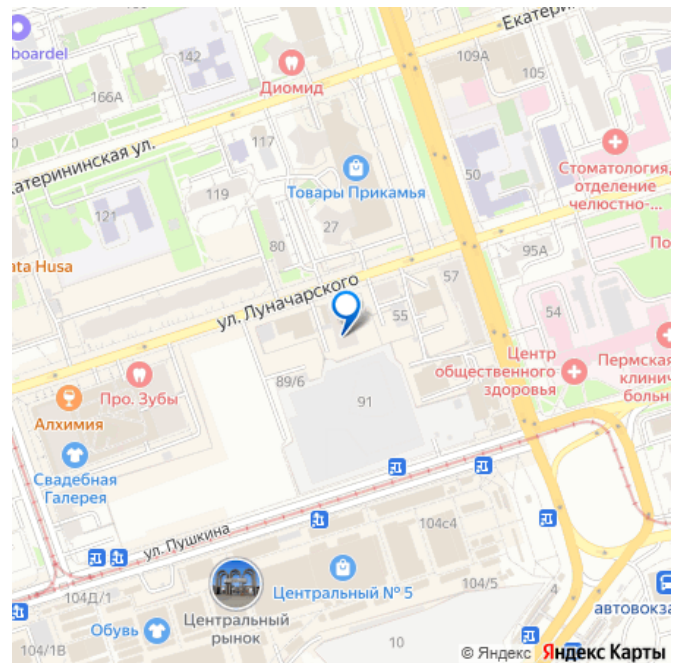 Екатерин
boardel
142
Диомид
109А
105
166А
катерининская ул.
117
Товары Прикамья
50
Стоматология,
отделение
челюстно-...
119
121
27
80
95А
По
ata Husa
ул. Луначарского
57
55
54
Центр
общественного
здоровья
Пермская
клинич
больн
89/6
91
Про. Зубы
Алхимия
Свадебная
Галерея
ул. Пушкина
104с4
Центральный № 5
104/5
4
автовокза
104Д/1
Центральный
рынок
Обувь
104/1В
10
© Яндекс Яндекс Карты